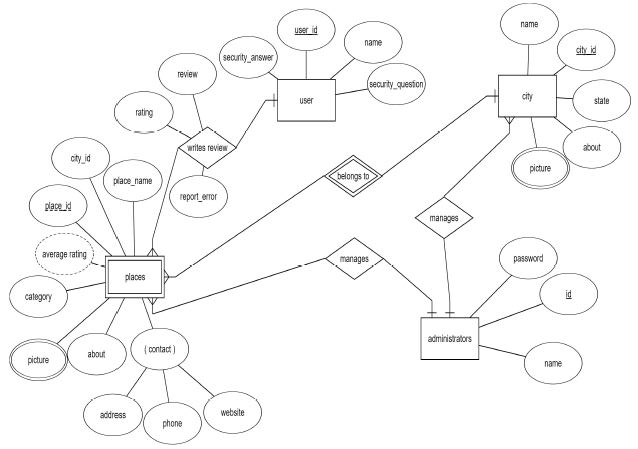 name
user_id
city_id
security_answer
name
review
security_question
user
city
state
rating
about
writes review
city_id
picture
belongs to
place_name
report_error
place_id
manages
average rating
manages
password
places
category
id
administrators
picture
about
( contact )
name
address
website
phone